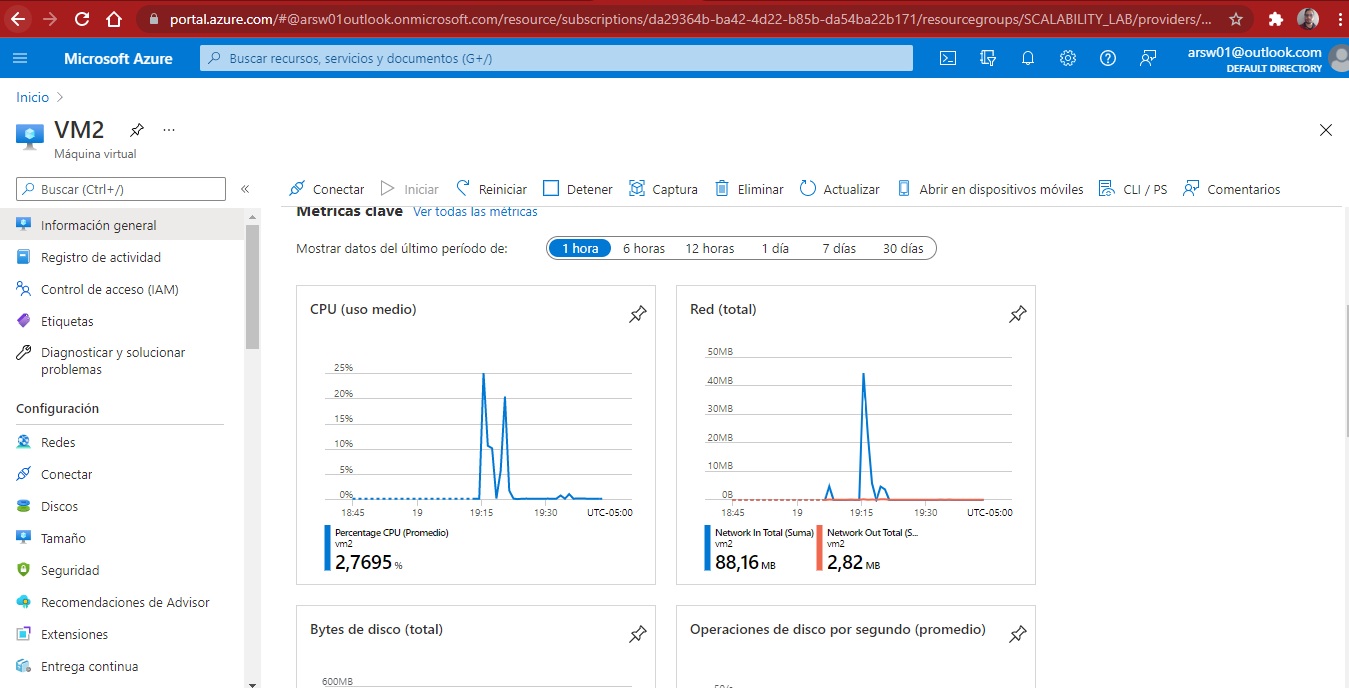 portal.azure.com/#@arsw01outlook.onmicrosoft.com/resource/subscriptions/da29364b-ba42-4d22-b85b-da54ba22b171/resourcegroups/SCALABILITY_LAB/providers/...
Microsoft Azure
Buscar recursos, servicios y documentos (G+/)
arsw01@outlook.com
DEFAULT DIRECTORY
Inicio
VM2
Máquina virtual
Buscar (Ctrl+/)
Conectar
Iniciar
Reiniciar
Detener
Captura
Eliminar
Actualizar
Abrir en dispositivos móviles
CLI / PS
Comentarios
Información general
Registro de actividad
Control de acceso (IAM)
Etiquetas
Diagnosticar y solucionar
problemas
Configuración
Redes
Conectar
Discos
Tamaño
Seguridad
Recomendaciones de Advisor
Extensiones
Entrega continua
Métricas clave Ver todas las métricas
Mostrar datos del último período de: 1 hora 6 horas 12 horas 1 día 7 días 30 días
CPU (uso medio)
25%
20%
15%
10%
5%
0%
18:45 19 19:15 19:30 UTC-05:00
Percentage CPU (Promedio)
vm2
2,7695 %
Red (total)
50MB
40MB
30MB
20MB
10MB
0B
18:45 19 19:15 19:30 UTC-05:00
Network In Total (Suma)
vm2
88,16 MB
Network Out Total (S...
vm2
2,82 MB
Bytes de disco (total)
600MB
Operaciones de disco por segundo (promedio)